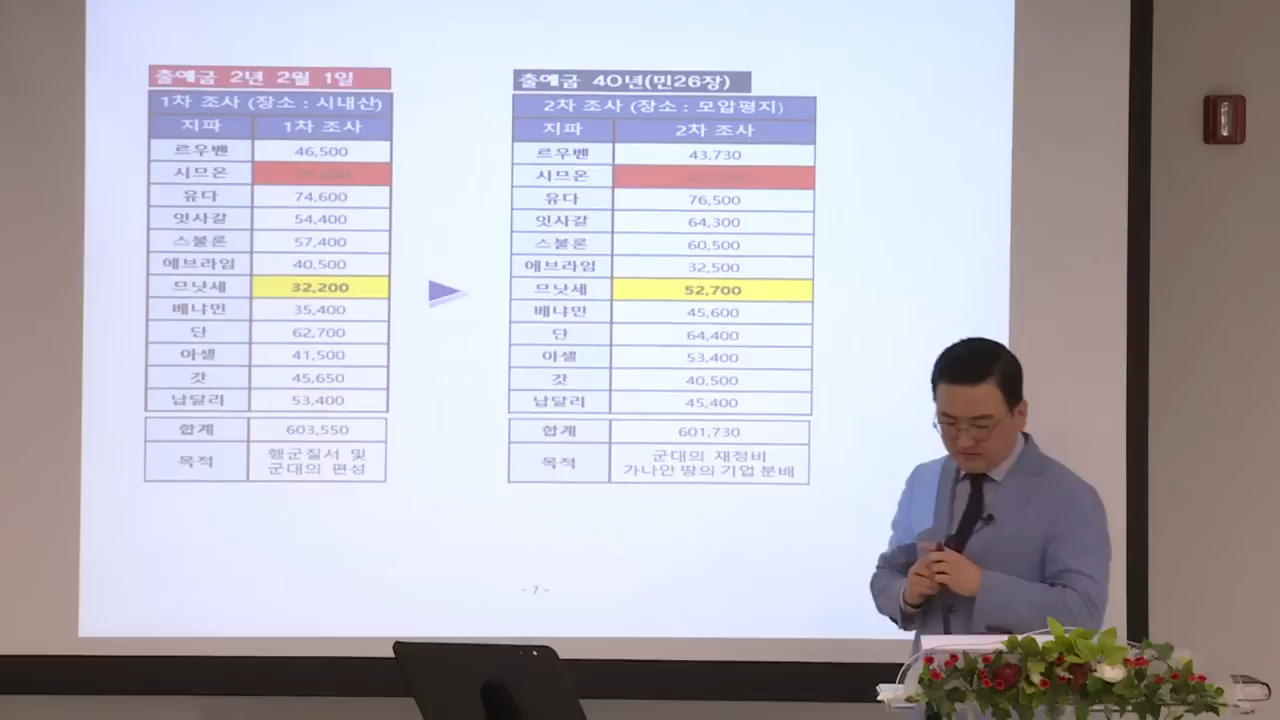 출애굽 2년 2월 1일
1차 조사 (장소 : 시내산)
지파 1차 조사
르우벤 46,500
시므온
유다 74,600
잇사갈 54,400
스불론 57,400
에브라임 40,500
므낫세 32,200
베냐민 35,400
단 62,700
아셀 41,500
갓 45,650
납달리 53,400
합계 603,550
목적 행군질서 및
군대의 편성
출애굽 40년(민26장)
2차 조사 (장소 : 모압평지)
지파 2차 조사
르우벤 43,730
시므온
유다 76,500
잇사갈 64,300
스불론 60,500
에브라임 32,500
므낫세 52,700
베냐민 45,600
단 64,400
아셀 53,400
갓 40,500
납달리 45,400
합계 601,730
목적 군대의 재정비
가나안 땅의 기업 분배
- 7 -